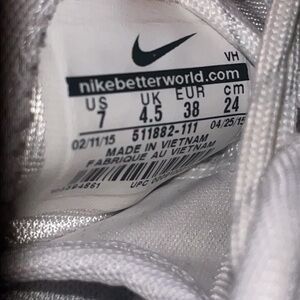 VH
nikebetterworld.com
US UK EUR cm
7 4.5 38 24
02/11/15 511882-111 04/25/15
MADE IN VIETNAM
FABRIQUE AU VIETNAM
UPC